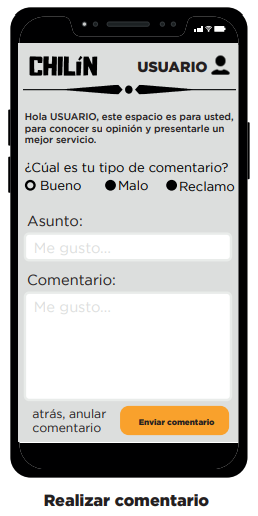 CHILíN
USUARIO
Hola USUARIO, este espacio es para usted,
para conocer su opinión y presentarle un
mejor servicio.
¿Cúal es tu tipo de comentario?
Bueno Malo Reclamo
Asunto:
Me gusto...
Comentario:
Me gusto...
atrás, anular
comentario
Enviar comentario
Realizar comentario